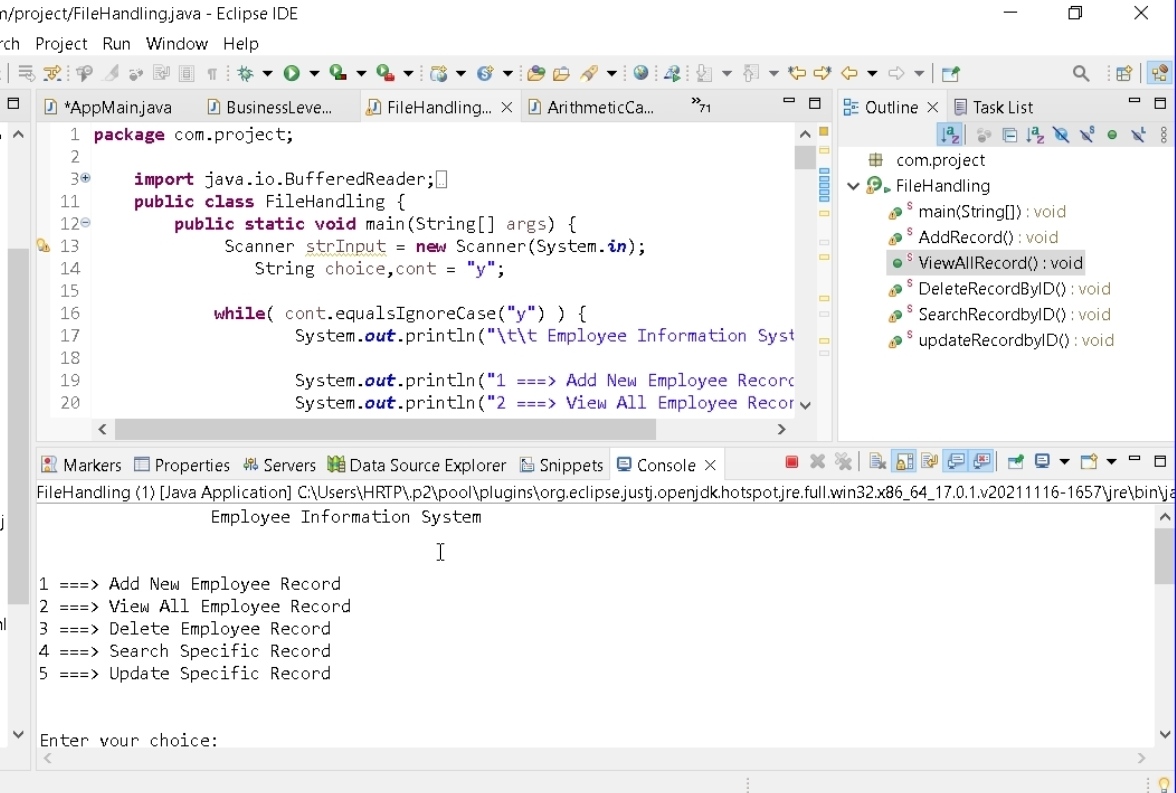 n/project/FileHandling.java - Eclipse IDE
rch Project Run Window Help
*AppMain.java BusinessLeve... FileHandling... ArithmeticCa... »71
Outline Task List
1 package com.project;
2
3 import java.io.BufferedReader;
11 public class FileHandling {
12 public static void main(String[] args) {
13 Scanner strInput = new Scanner(System.in);
14 String choice,cont = "y";
15
16 while( cont.equalsIgnoreCase("y") ) {
17 System.out.println("\t\t Employee Information Syst
18
19 System.out.println("1 ===> Add New Employee Record
20 System.out.println("2 ===> View All Employee Recor
com.project
FileHandling
main(String[]) : void
AddRecord() : void
ViewAllRecord() : void
DeleteRecordByID() : void
SearchRecordbyID() : void
updateRecordbyID() : void
Markers Properties Servers Data Source Explorer Snippets Console
FileHandling (1) [Java Application] C:\Users\HRTP\.p2\pool\plugins\org.eclipse.justj.openjdk.hotspot.jre.full.win32.x86_64_17.0.1.v20211116-1657\jre\bin\ja
Employee Information System
1 ===> Add New Employee Record
2 ===> View All Employee Record
3 ===> Delete Employee Record
4 ===> Search Specific Record
5 ===> Update Specific Record
Enter your choice: